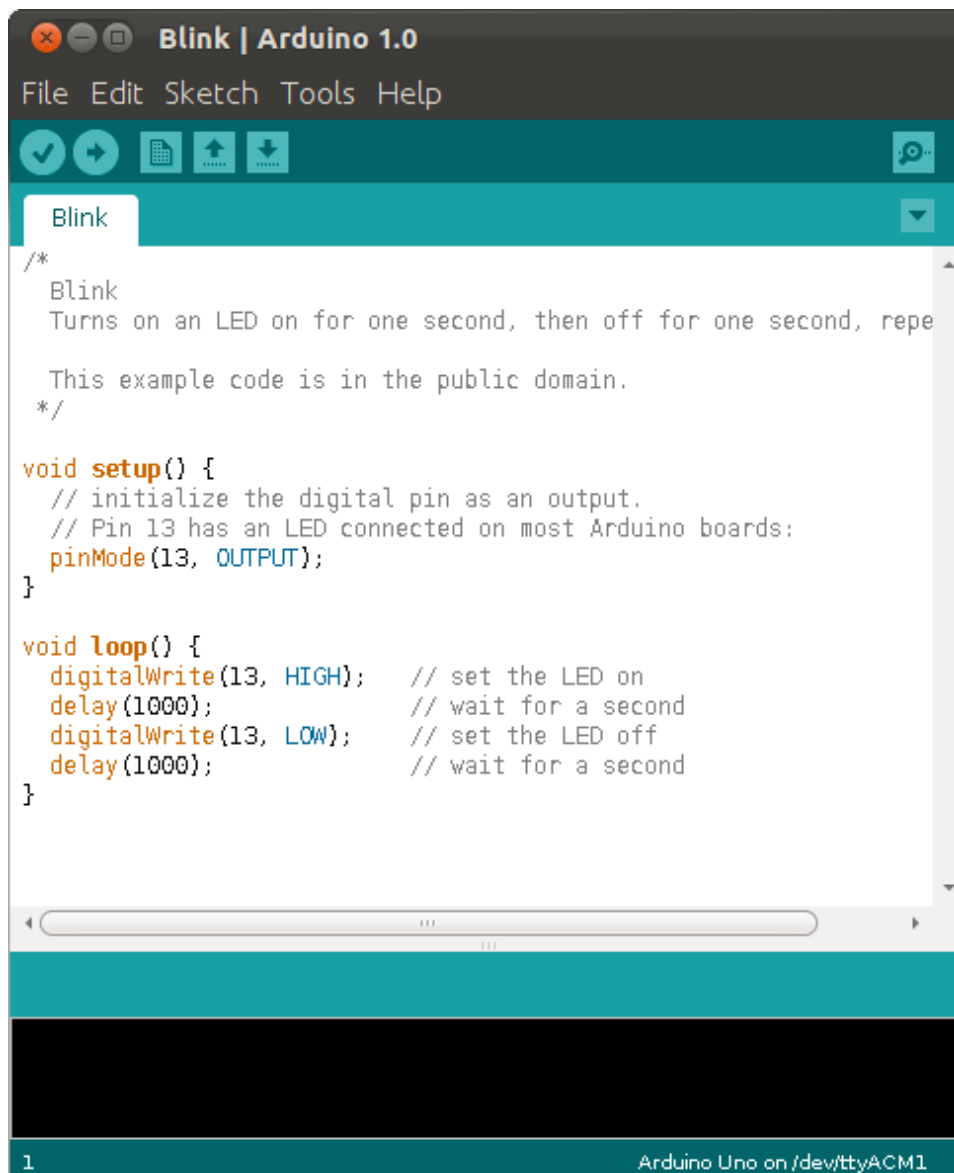 Blink | Arduino 1.0
File Edit Sketch Tools Help
Blink
/*
  Blink
  Turns on an LED on for one second, then off for one second, repe

  This example code is in the public domain.
 */

void setup() {
  // initialize the digital pin as an output.
  // Pin 13 has an LED connected on most Arduino boards:
  pinMode(13, OUTPUT);
}

void loop() {
  digitalWrite(13, HIGH);   // set the LED on
  delay(1000);              // wait for a second
  digitalWrite(13, LOW);    // set the LED off
  delay(1000);              // wait for a second
}
1
Arduino Uno on /dev/ttyACM1